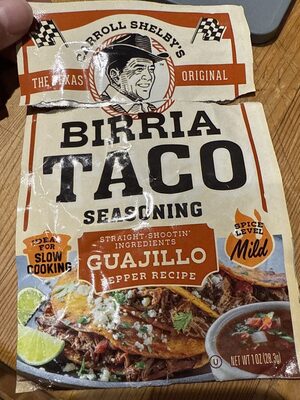 CARROLL SHELBY'S
THE TEXAS ORIGINAL
BIRRIA
TACO
SEASONING
STRAIGHT-SHOOTIN'
INGREDIENTS
GUAJILLO
PEPPER RECIPE
IDEAL
FOR
SLOW
COOKING
SPICE
LEVEL
Mild
U
NET WT 1 OZ (28.3g)